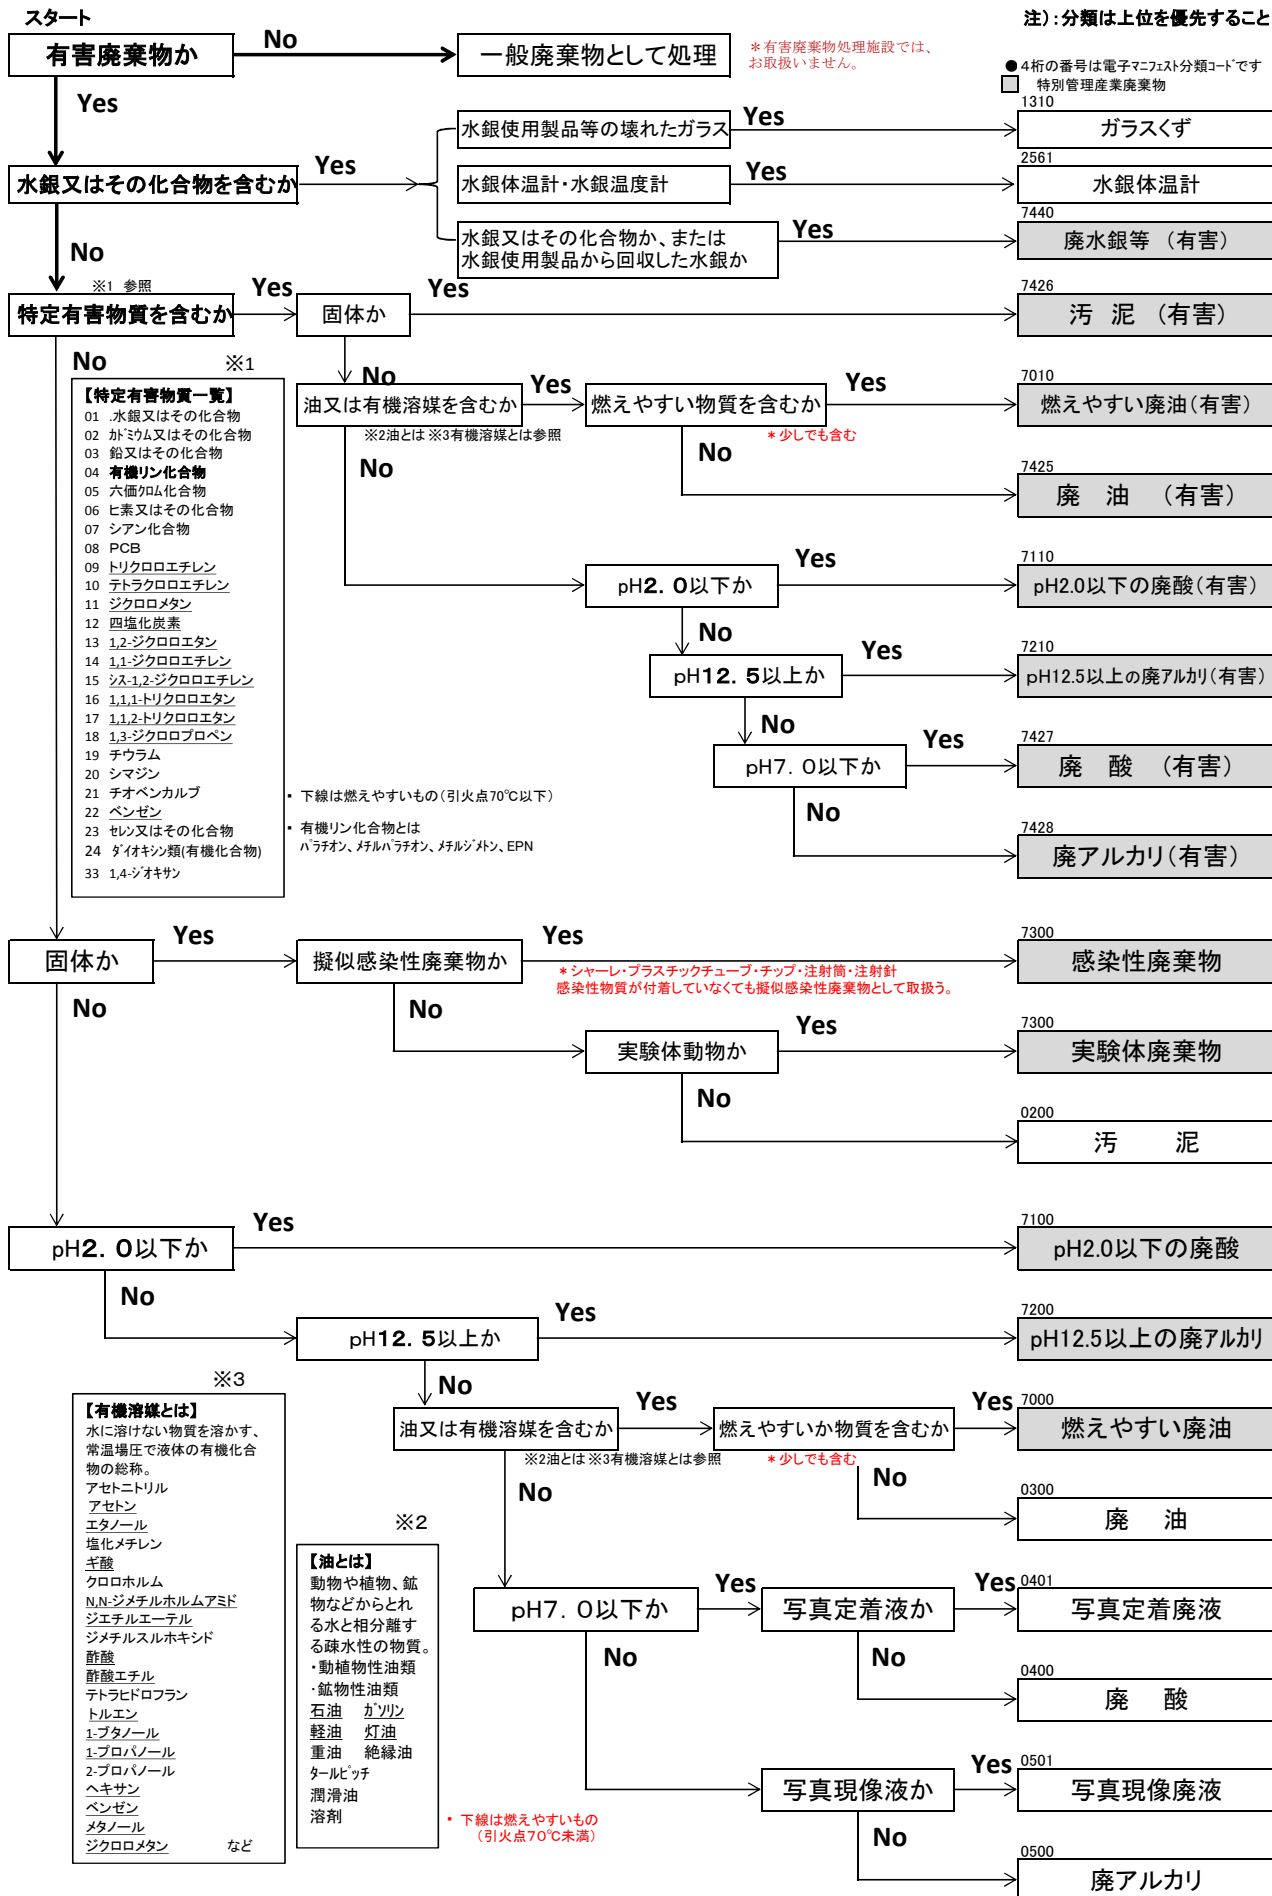 スタート
注）：分類は上位を優先すること
有害廃棄物か
No
一般廃棄物として処理
＊有害廃棄物処理施設では、
お取扱いません。
●4桁の番号は電子マニフェスト分類コードです
特別管理産業廃棄物
Yes
水銀使用製品等の壊れたガラス
Yes
1310
ガラスくず
水銀又はその化合物を含むか
Yes
水銀体温計・水銀温度計
Yes
2561
水銀体温計
No
水銀又はその化合物か、または
水銀使用製品から回収した水銀か
Yes
7440
廃水銀等 （有害）
※1 参照
特定有害物質を含むか
Yes
固体か
Yes
7426
汚 泥 （有害）
No
※1
【特定有害物質一覧】
01 .水銀又はその化合物
02 ｶﾄﾞﾐｳﾑ又はその化合物
03 鉛又はその化合物
04 有機リン化合物
05 六価ｸﾛﾑ化合物
06 ヒ素又はその化合物
07 シアン化合物
08 PCB
09 トリクロロエチレン
10 テトラクロロエチレン
11 ジクロロメタン
12 四塩化炭素
13 1,2-ジクロロエタン
14 1,1-ジクロロエチレン
15 ｼｽ-1,2-ジクロロエチレン
16 1,1,1-トリクロロエタン
17 1,1,2-トリクロロエタン
18 1,3-ジクロロプロペン
19 チウラム
20 シマジン
21 チオベンカルブ
22 ベンゼン
23 ｾﾚﾝ又はその化合物
24 ﾀﾞｲｵｷｼﾝ類(有機化合物)
33 1,4-ｼﾞｵｷｻﾝ
・ 下線は燃えやすいもの（引火点70℃以下）
・ 有機リン化合物とは
ﾊﾟﾗﾁｵﾝ、ﾒﾁﾙﾊﾟﾗﾁｵﾝ、ﾒﾁﾙｼﾞﾒﾄﾝ、EPN
No
油又は有機溶媒を含むか
Yes
燃えやすい物質を含むか
Yes
7010
燃えやすい廃油（有害）
※2油とは ※3有機溶媒とは参照
＊少しでも含む
No
No
7425
廃 油 （有害）
pH2．0以下か
Yes
7110
pH2.0以下の廃酸（有害）
No
pH12．5以上か
Yes
7210
pH12.5以上の廃アルカリ（有害）
No
pH7．0以下か
Yes
7427
廃 酸 （有害）
No
7428
廃アルカリ（有害）
固体か
Yes
擬似感染性廃棄物か
Yes
7300
感染性廃棄物
＊シャーレ・プラスチックチューブ・チップ・注射筒・注射針
感染性物質が付着していなくても擬似感染性廃棄物として取扱う。
No
No
実験体動物か
Yes
7300
実験体廃棄物
No
0200
汚 泥
pH2．0以下か
Yes
7100
pH2.0以下の廃酸
No
pH12．5以上か
Yes
7200
pH12.5以上の廃ｱﾙｶﾘ
※3
【有機溶媒とは】
水に溶けない物質を溶かす、
常温場圧で液体の有機化合
物の総称。
アセトニトリル
アセトン
エタノール
塩化メチレン
ギ酸
クロロホルム
N,N-ジメチルホルムアミド
ジエチルエーテル
ジメチルスルホキシド
酢酸
酢酸エチル
テトラヒドロフラン
トルエン
1-ブタノール
1-プロパノール
2-プロパノール
ヘキサン
ベンゼン
メタノール
ジクロロメタン など
No
油又は有機溶媒を含むか
Yes
燃えやすいか物質を含むか
Yes
7000
燃えやすい廃油
※2油とは ※3有機溶媒とは参照
＊少しでも含む
No
No
0300
廃 油
※2
【油とは】
動物や植物、鉱
物などからとれ
る水と相分離す
る疎水性の物質。
・動植物性油類
・鉱物性油類
石油 ｶﾞｿﾘﾝ
軽油 灯油
重油 絶縁油
ﾀｰﾙﾋﾟｯﾁ
潤滑油
溶剤
・ 下線は燃えやすいもの
（引火点70℃未満）
pH7．0以下か
Yes
写真定着液か
Yes
0401
写真定着廃液
No
No
0400
廃 酸
写真現像液か
Yes
0501
写真現像廃液
No
0500
廃アルカリ